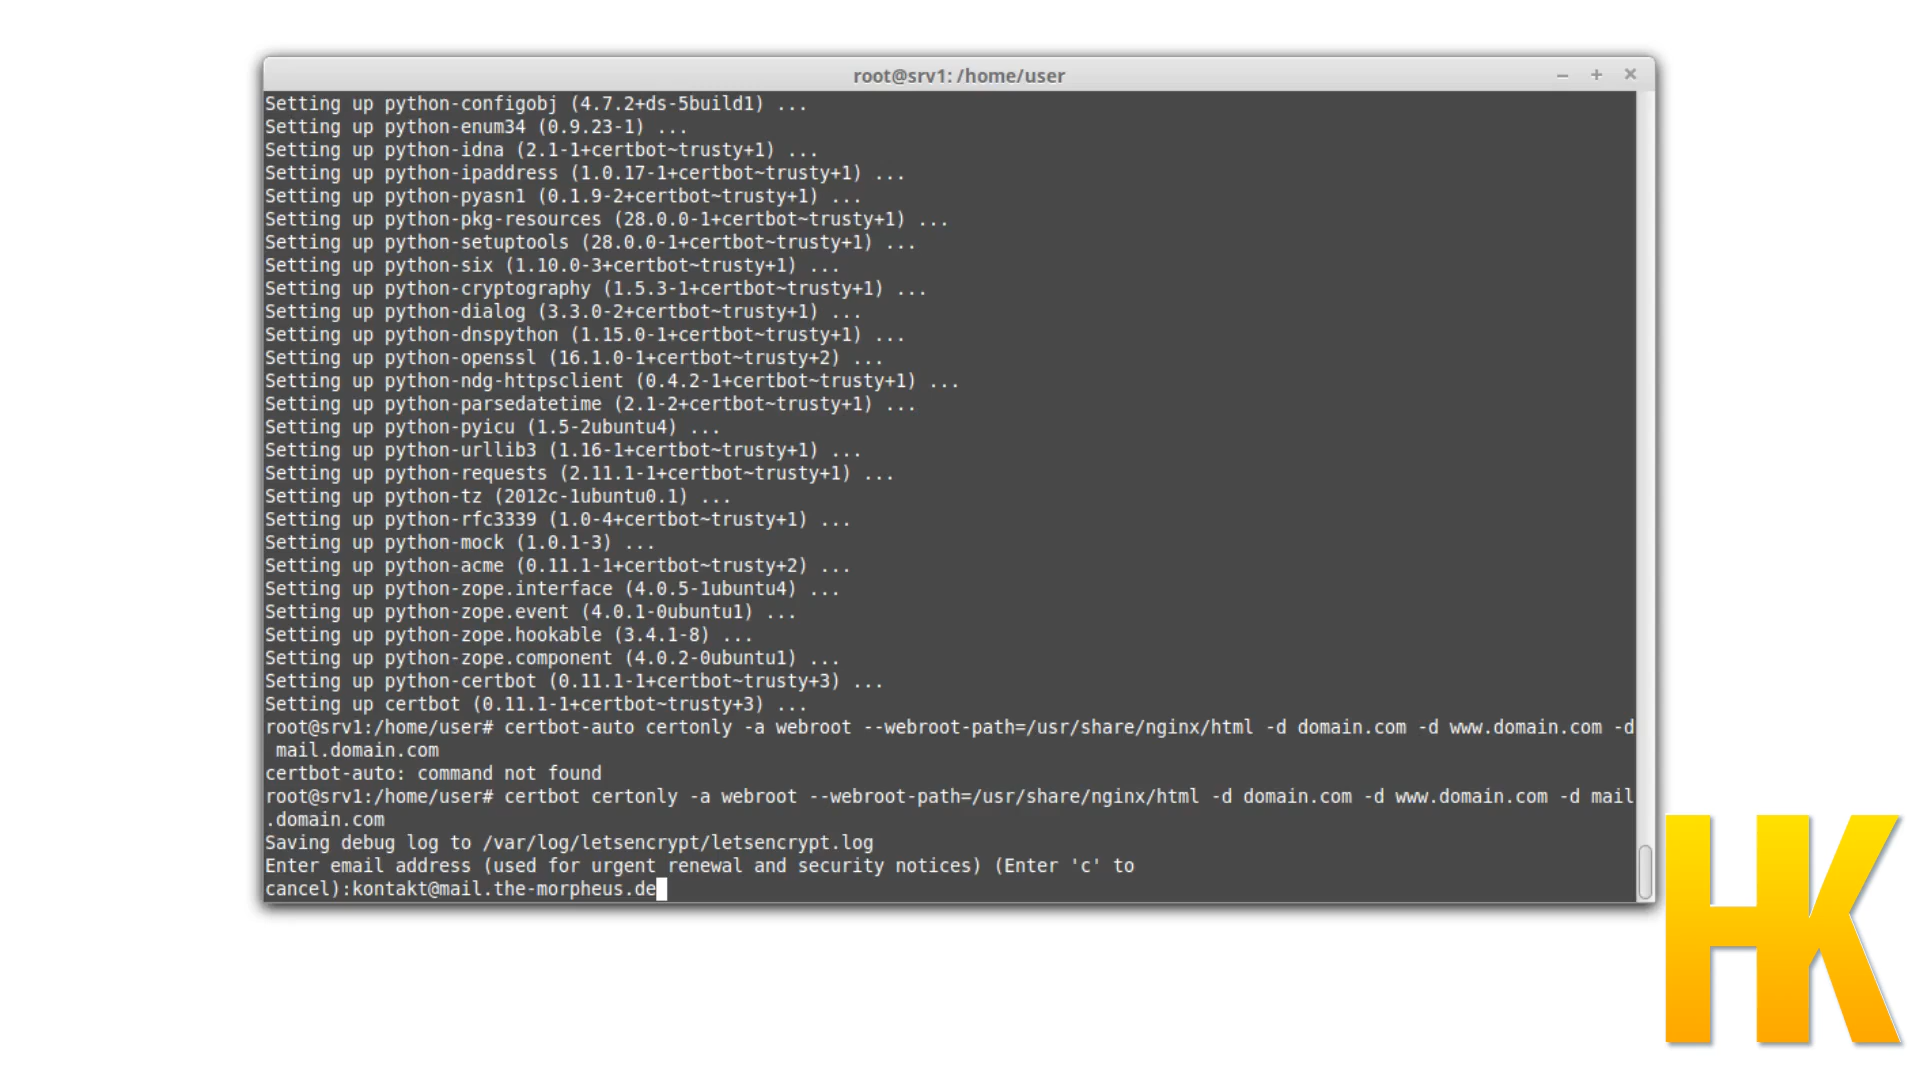 root@srv1: /home/user
Setting up python-configobj (4.7.2+ds-5build1) ...
Setting up python-enum34 (0.9.23-1) ...
Setting up python-idna (2.1-1+certbot~trusty+1) ...
Setting up python-ipaddress (1.0.17-1+certbot~trusty+1) ...
Setting up python-pyasn1 (0.1.9-2+certbot~trusty+1) ...
Setting up python-pkg-resources (28.0.0-1+certbot~trusty+1) ...
Setting up python-setuptools (28.0.0-1+certbot~trusty+1) ...
Setting up python-six (1.10.0-3+certbot~trusty+1) ...
Setting up python-cryptography (1.5.3-1+certbot~trusty+1) ...
Setting up python-dialog (3.3.0-2+certbot~trusty+1) ...
Setting up python-dnspython (1.15.0-1+certbot~trusty+1) ...
Setting up python-openssl (16.1.0-1+certbot~trusty+2) ...
Setting up python-ndg-httpsclient (0.4.2-1+certbot~trusty+1) ...
Setting up python-parsedatetime (2.1-2+certbot~trusty+1) ...
Setting up python-pyicu (1.5-2ubuntu4) ...
Setting up python-urllib3 (1.16-1+certbot~trusty+1) ...
Setting up python-requests (2.11.1-1+certbot~trusty+1) ...
Setting up python-tz (2012c-1ubuntu0.1) ...
Setting up python-rfc3339 (1.0-4+certbot~trusty+1) ...
Setting up python-mock (1.0.1-3) ...
Setting up python-acme (0.11.1-1+certbot~trusty+2) ...
Setting up python-zope.interface (4.0.5-1ubuntu4) ...
Setting up python-zope.event (4.0.1-0ubuntu1) ...
Setting up python-zope.hookable (3.4.1-8) ...
Setting up python-zope.component (4.0.2-0ubuntu1) ...
Setting up python-certbot (0.11.1-1+certbot~trusty+3) ...
Setting up certbot (0.11.1-1+certbot~trusty+3) ...
root@srv1:/home/user# certbot-auto certonly -a webroot --webroot-path=/usr/share/nginx/html -d domain.com -d www.domain.com -d
 mail.domain.com
certbot-auto: command not found
root@srv1:/home/user# certbot certonly -a webroot --webroot-path=/usr/share/nginx/html -d domain.com -d www.domain.com -d mail
.domain.com
Saving debug log to /var/log/letsencrypt/letsencrypt.log
Enter email address (used for urgent renewal and security notices) (Enter 'c' to
cancel):kontakt@mail.the-morpheus.de
HK